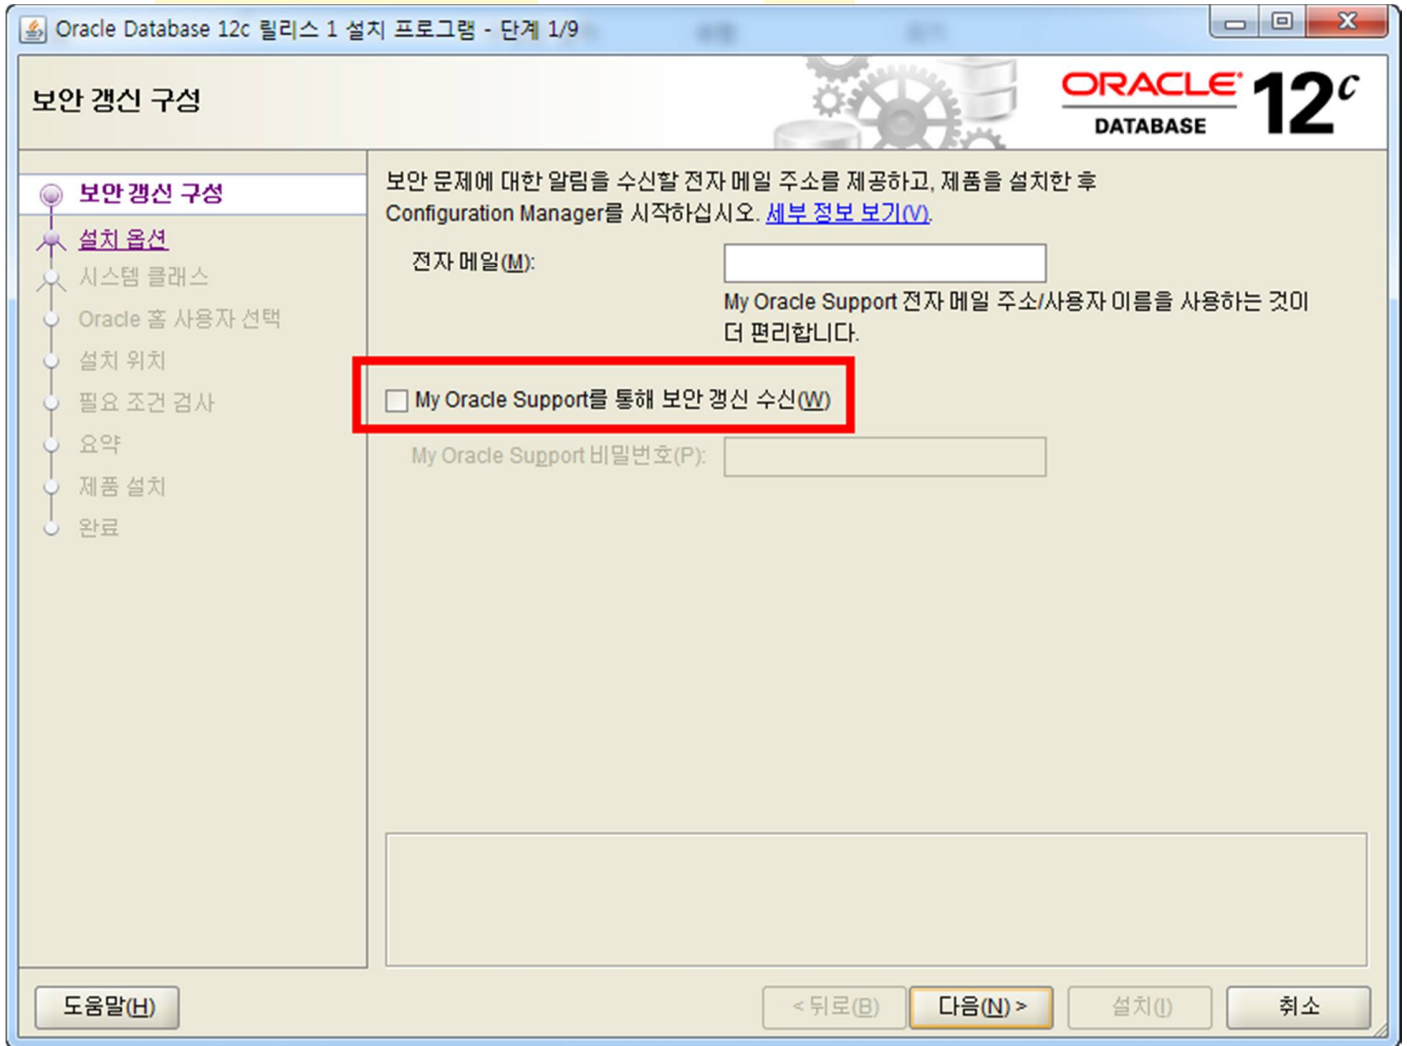 Oracle Database 12c 릴리스 1 설치 프로그램 - 단계 1/9
보안 갱신 구성
ORACLE
DATABASE
12c
보안 갱신 구성
설치 옵션
시스템 클래스
Oracle 홈 사용자 선택
설치 위치
필요 조건 검사
요약
제품 설치
완료
보안 문제에 대한 알림을 수신할 전자 메일 주소를 제공하고, 제품을 설치한 후
Configuration Manager를 시작하십시오. 세부 정보 보기(V).
전자 메일(M):
My Oracle Support 전자 메일 주소/사용자 이름을 사용하는 것이
더 편리합니다.
My Oracle Support를 통해 보안 갱신 수신(W)
My Oracle Support 비밀번호(P):
도움말(H)
< 뒤로(B)
다음(N) >
설치(I)
취소